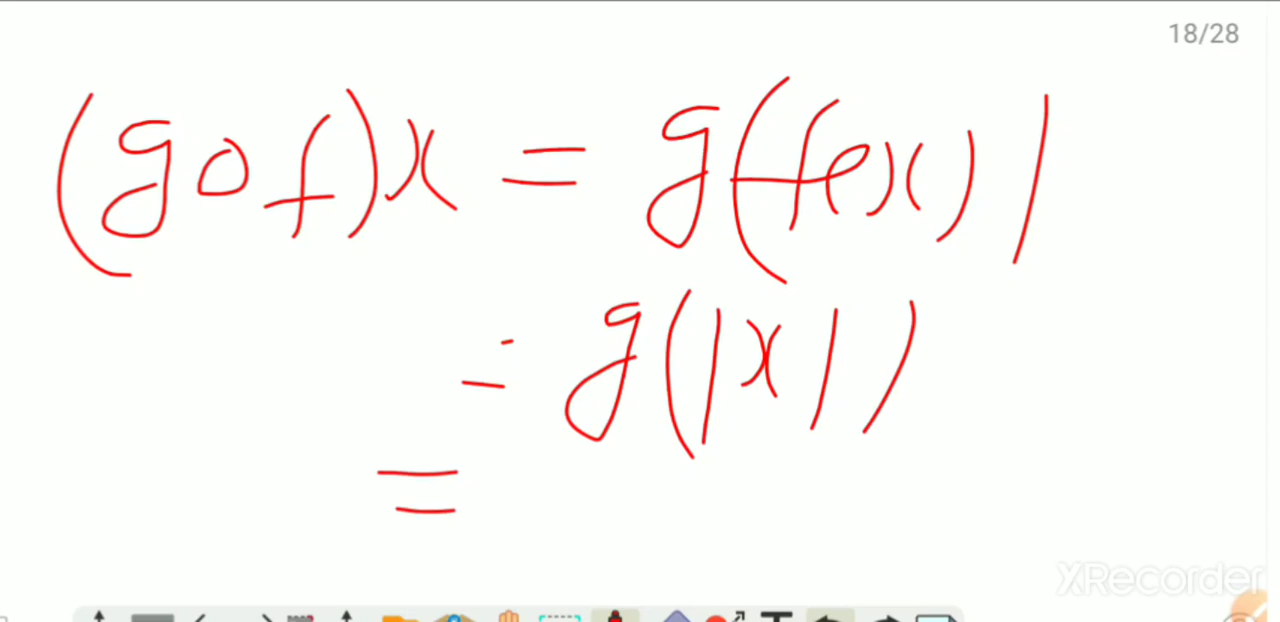 18/28
(gof)x = g(f(x))
= g(|x|)
=
XRecorder